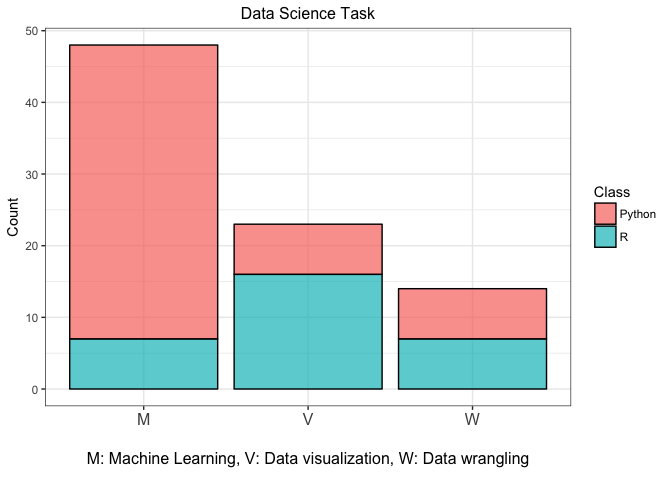 Data Science Task
50
40
30
20
10
0
Count
M V W
M: Machine Learning, V: Data visualization, W: Data wrangling
Class
Python
R